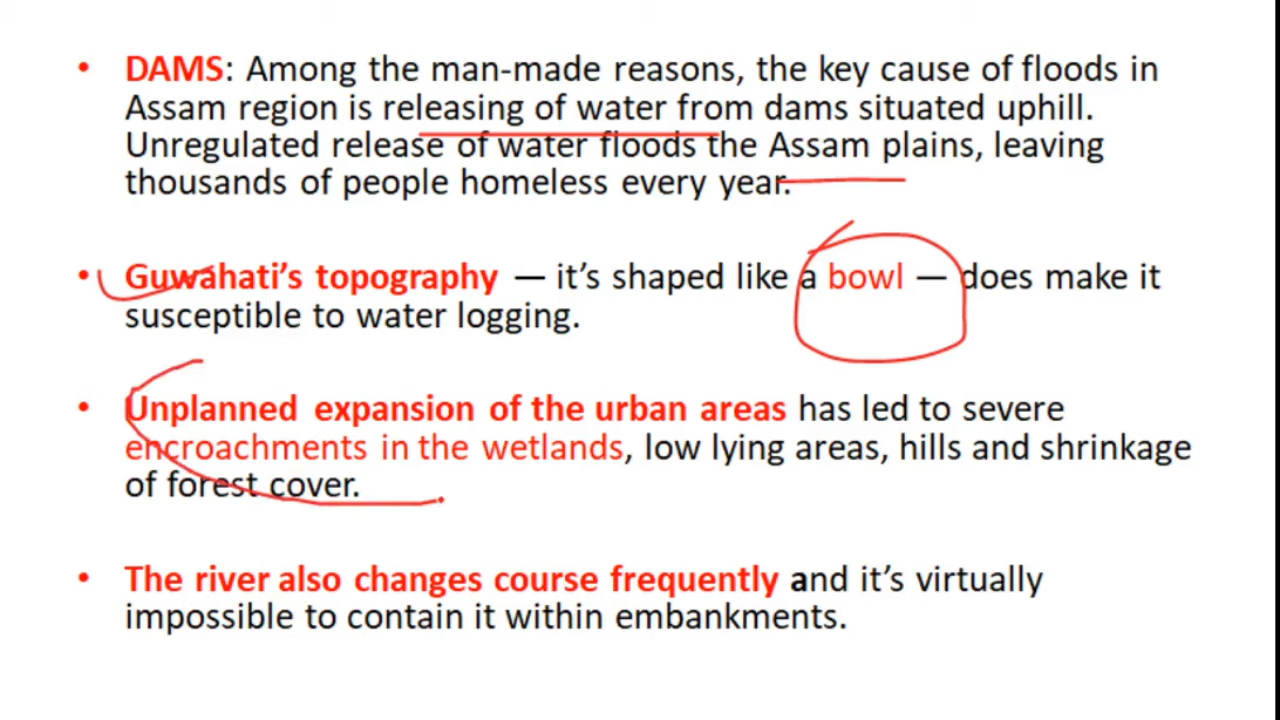 • DAMS: Among the man-made reasons, the key cause of floods in
Assam region is releasing of water from dams situated uphill.
Unregulated release of water floods the Assam plains, leaving
thousands of people homeless every year.
• Guwahati’s topography — it’s shaped like a bowl — does make it
susceptible to water logging.
• Unplanned expansion of the urban areas has led to severe
encroachments in the wetlands, low lying areas, hills and shrinkage
of forest cover.
• The river also changes course frequently and it’s virtually
impossible to contain it within embankments.